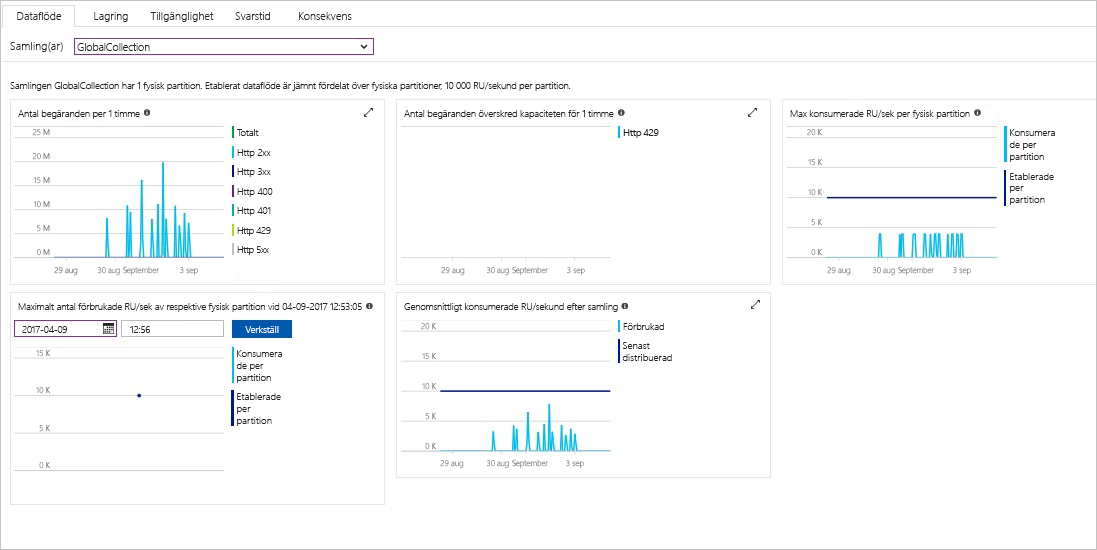 Dataflöde Lagring Tillgänglighet Svarstid Konsekvens
Samling(ar) GlobalCollection
Samlingen GlobalCollection har 1 fysisk partition. Etablerat dataflöde är jämnt fördelat över fysiska partitioner, 10 000 RU/sekund per partition.
Antal begäranden per 1 timme
25 M
20 M
15 M
10 M
5 M
0 M
29 aug 30 aug September 3 sep
Totalt
Http 2xx
Http 3xx
Http 400
Http 401
Http 429
Http 5xx
Antal begäranden överskred kapaciteten för 1 timme
Http 429
29 aug 30 aug September 3 sep
Max konsumerade RU/sek per fysisk partition
20 K
15 K
10 K
5 K
0 K
29 aug 30 aug September 3 sep
Konsumera
de per
partition
Etablerade
per
partition
Maximalt antal förbrukade RU/sek av respektive fysisk partition vid 04-09-2017 12:53:05
2017-04-09 12:56 Verkställ
15 K
10 K
5 K
0 K
Konsumera
de per
partition
Etablerade
per
partition
Genomsnittligt konsumerade RU/sekund efter samling
20 K
15 K
10 K
5 K
0 K
29 aug 30 aug September 3 sep
Förbrukad
Senast
distribuerad